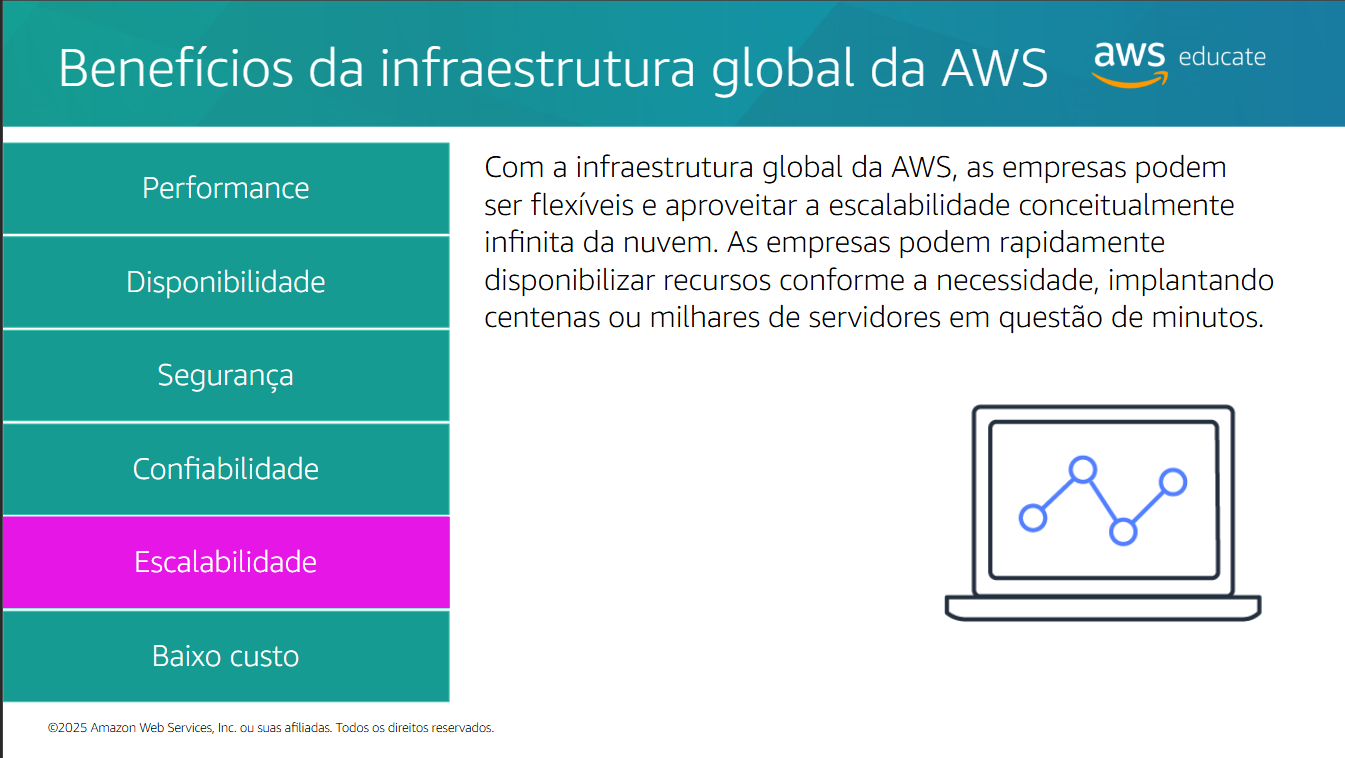 Benefícios da infraestrutura global da AWS
aws educate
Performance
Disponibilidade
Segurança
Confiabilidade
Escalabilidade
Baixo custo
Com a infraestrutura global da AWS, as empresas podem
ser flexíveis e aproveitar a escalabilidade conceitualmente
infinita da nuvem. As empresas podem rapidamente
disponibilizar recursos conforme a necessidade, implantando
centenas ou milhares de servidores em questão de minutos.
©2025 Amazon Web Services, Inc. ou suas afiliadas. Todos os direitos reservados.